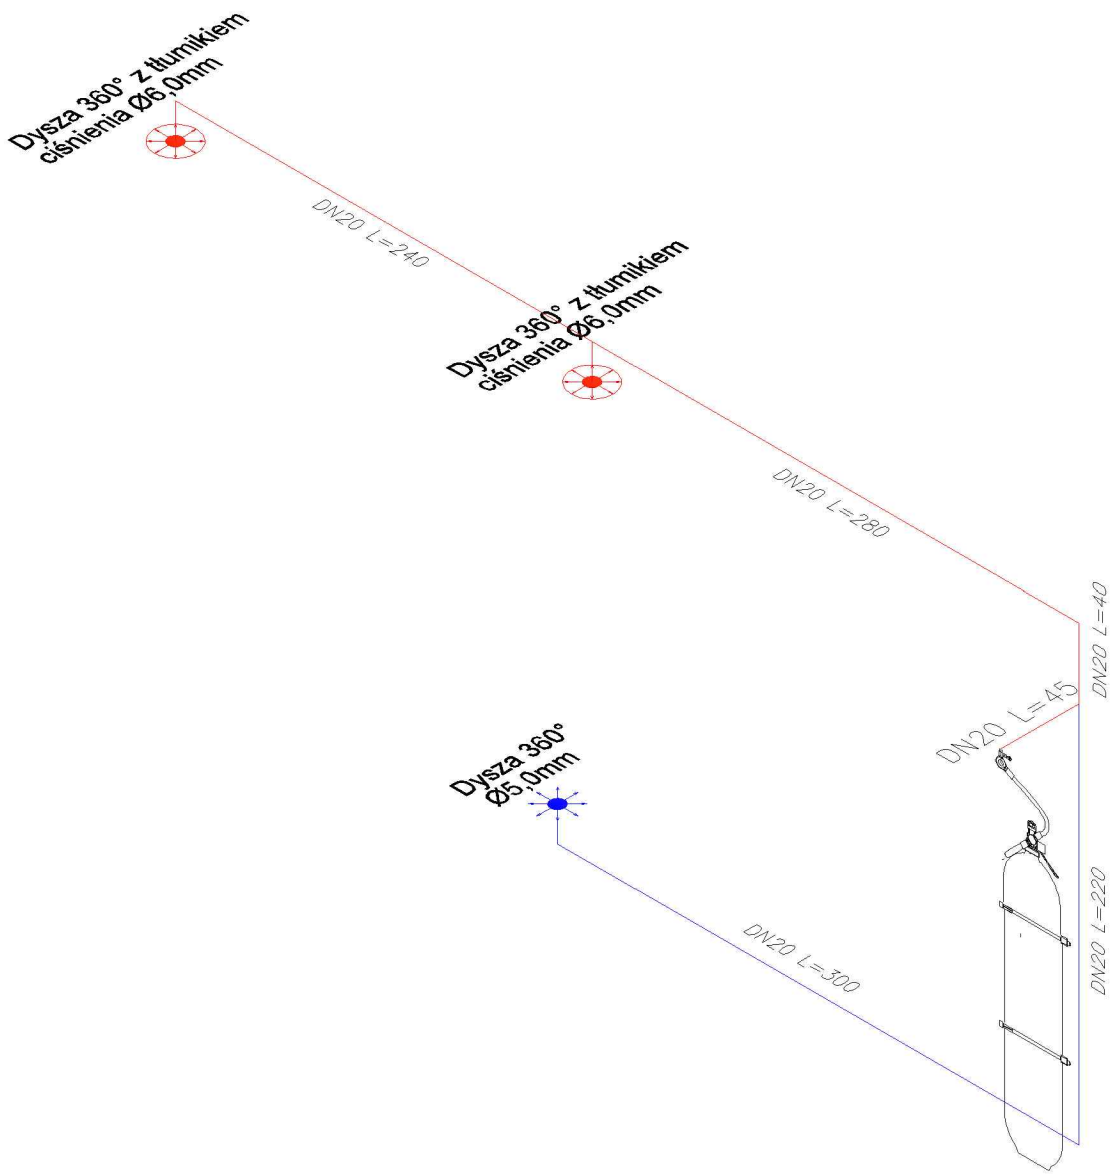 Dysza 360° z tłumikiem
ciśnienia Ø6,0mm
DN20 L=240
Dysza 360° z tłumikiem
ciśnienia Ø6,0mm
DN20 L=280
DN20 L=40
DN20 L=45
Dysza 360°
Ø5,0mm
DN20 L=220
DN20 L=300